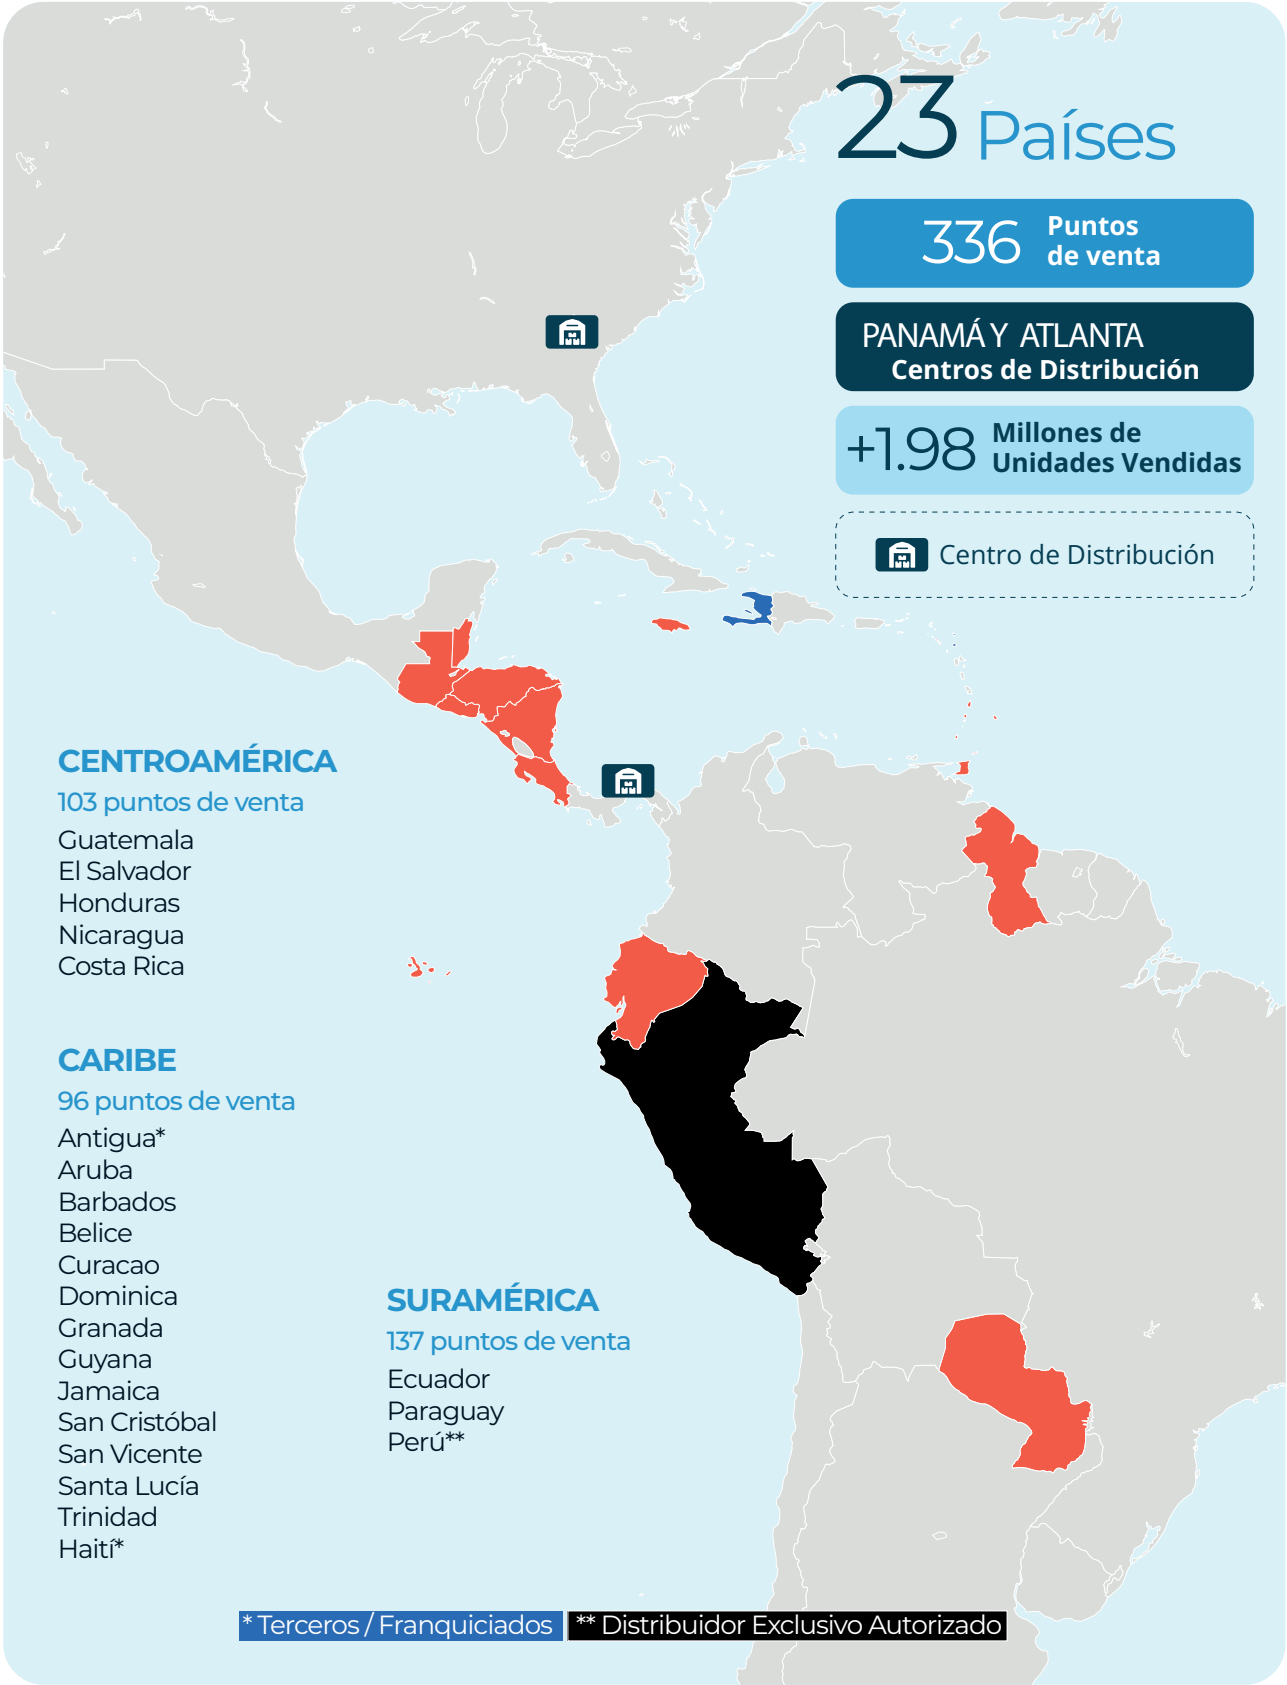 23 Países
336 Puntos
de venta
PANAMÁ Y ATLANTA
Centros de Distribución
+1.98 Millones de
Unidades Vendidas
Centro de Distribución
CENTROAMÉRICA
103 puntos de venta
Guatemala
El Salvador
Honduras
Nicaragua
Costa Rica
CARIBE
96 puntos de venta
Antigua*
Aruba
Barbados
Belice
Curacao
Dominica
Granada
Guyana
Jamaica
San Cristóbal
San Vicente
Santa Lucía
Trinidad
Haití*
SURAMÉRICA
137 puntos de venta
Ecuador
Paraguay
Perú**
* Terceros / Franquiciados
** Distribuidor Exclusivo Autorizado